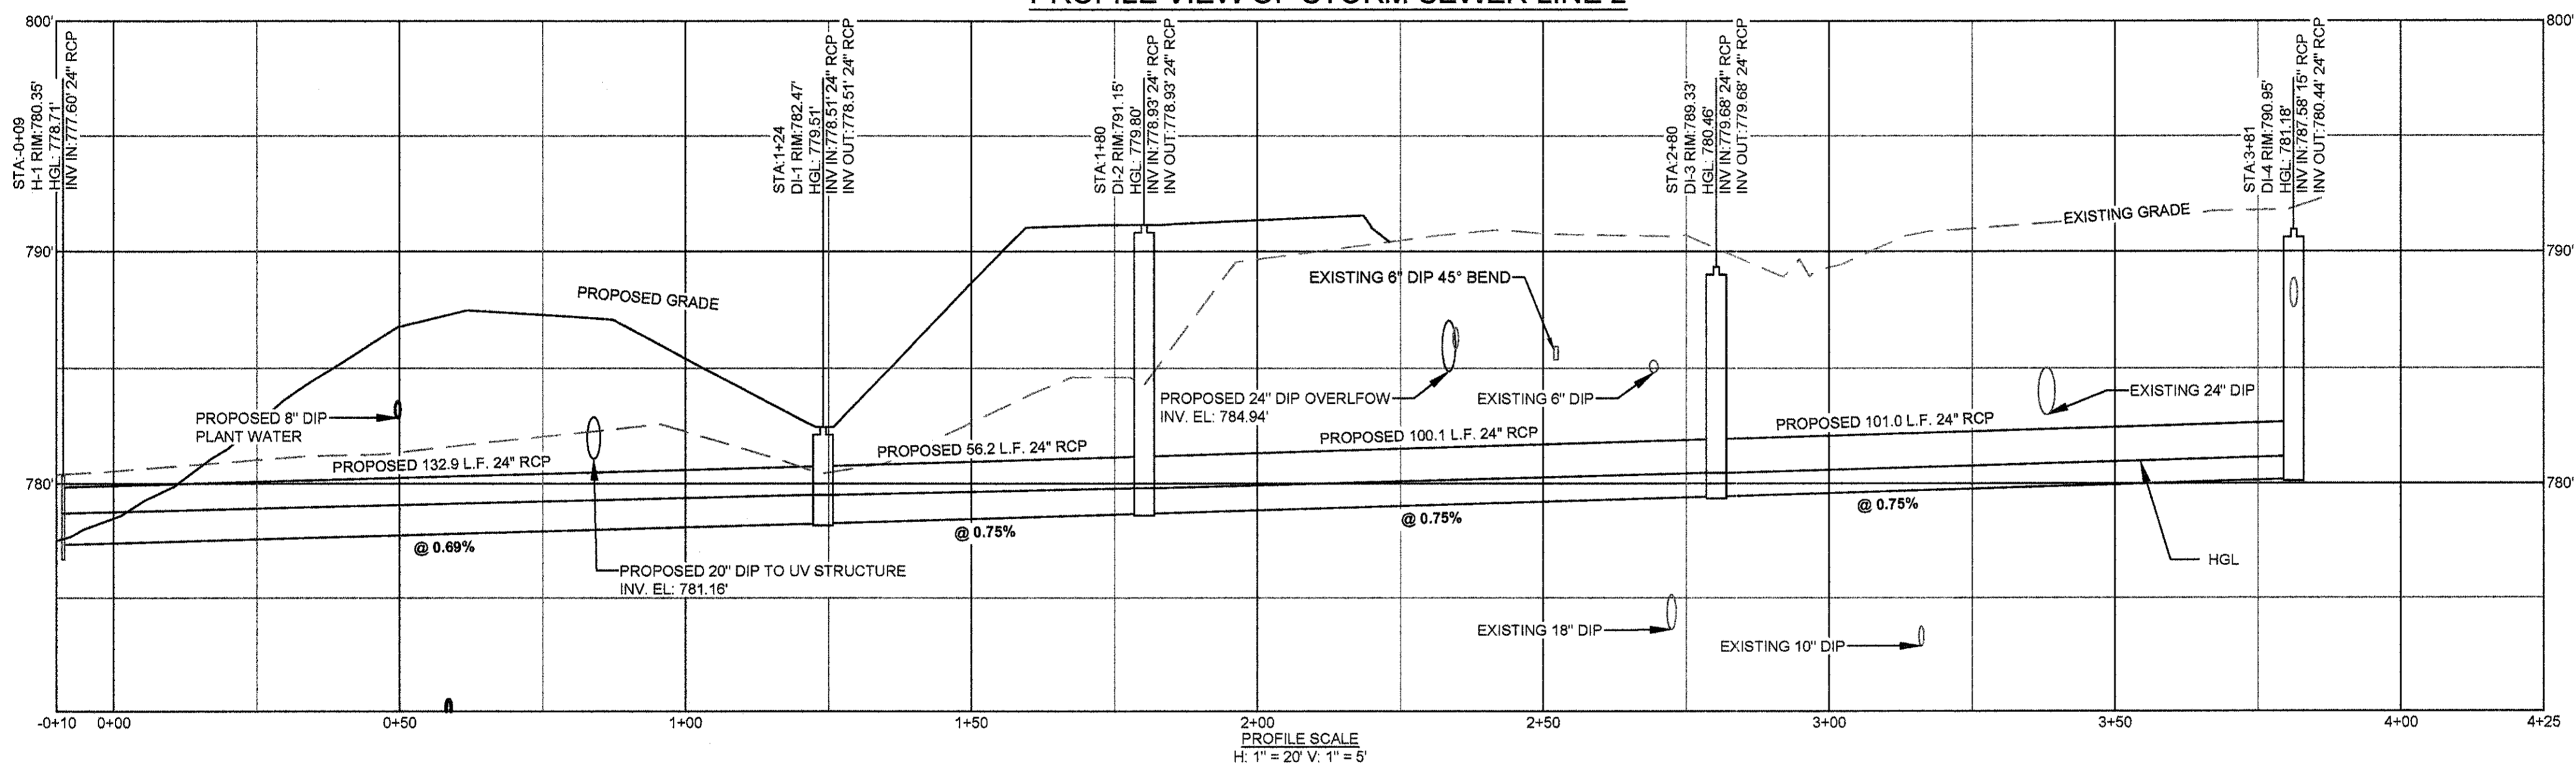 PROFILE VIEW OF STORM SEWER LINE 2
800'
800'
STA:-0+09
H-1 RIM:780.35'
HGL: 778.71'
INV IN:777.60' 24" RCP
STA:1+24
DI-1 RIM:782.47'
HGL: 779.51'
INV IN:778.51' 24" RCP
INV OUT:778.51' 24" RCP
STA:1+80
DI-2 RIM:791.15'
HGL: 779.80'
INV IN:778.93' 24" RCP
INV OUT:778.93' 24" RCP
STA:2+80
DI-3 RIM:789.33'
HGL: 780.46'
INV IN:779.68' 24" RCP
INV OUT:779.68' 24" RCP
STA:3+81
DI-4 RIM:790.95'
HGL: 781.18'
INV IN:787.58' 15" RCP
INV OUT:780.44' 24" RCP
EXISTING GRADE
790'
790'
EXISTING 6" DIP 45° BEND
PROPOSED GRADE
PROPOSED 8" DIP
PLANT WATER
PROPOSED 24" DIP OVERLFOW
INV. EL: 784.94'
EXISTING 6" DIP
EXISTING 24" DIP
PROPOSED 132.9 L.F. 24" RCP
PROPOSED 56.2 L.F. 24" RCP
PROPOSED 100.1 L.F. 24" RCP
PROPOSED 101.0 L.F. 24" RCP
780'
780'
@ 0.69%
@ 0.75%
@ 0.75%
@ 0.75%
PROPOSED 20" DIP TO UV STRUCTURE
INV. EL: 781.16'
HGL
EXISTING 18" DIP
EXISTING 10" DIP
-0+10
0+00
0+50
1+00
1+50
2+00
2+50
3+00
3+50
4+00
4+25
PROFILE SCALE
H: 1" = 20' V: 1" = 5'